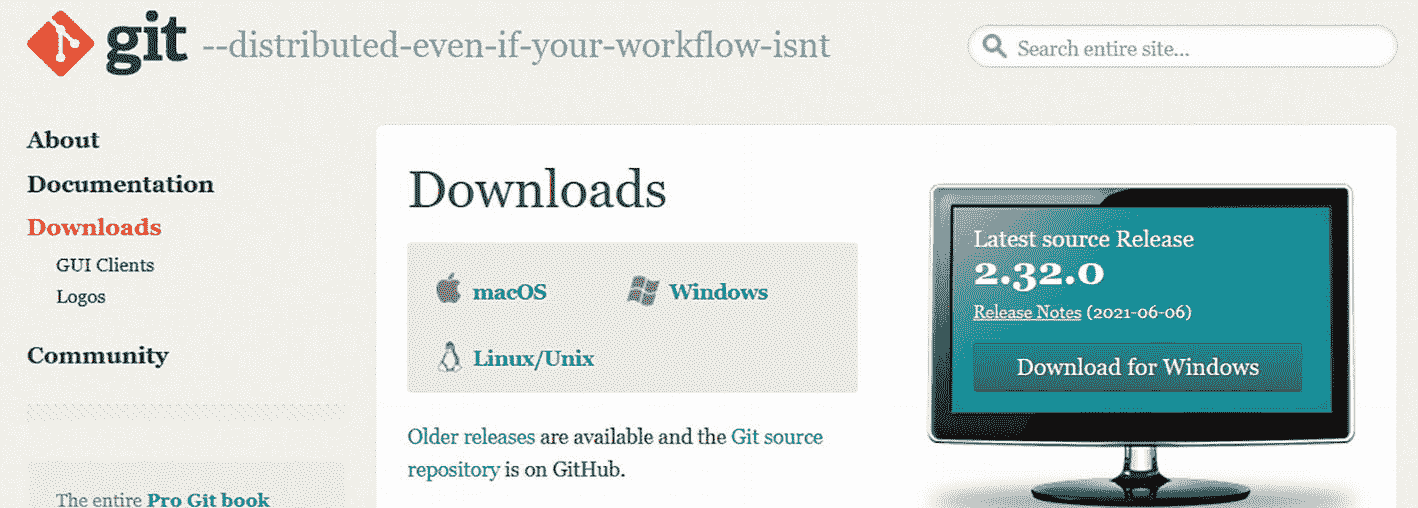 git --distributed-even-if-your-workflow-isnt
Search entire site...
About
Documentation
Downloads
GUI Clients
Logos
Community
The entire Pro Git book
Downloads
macOS
Windows
Linux/Unix
Older releases are available and the Git source
repository is on GitHub.
Latest source Release
2.32.0
Release Notes (2021-06-06)
Download for Windows